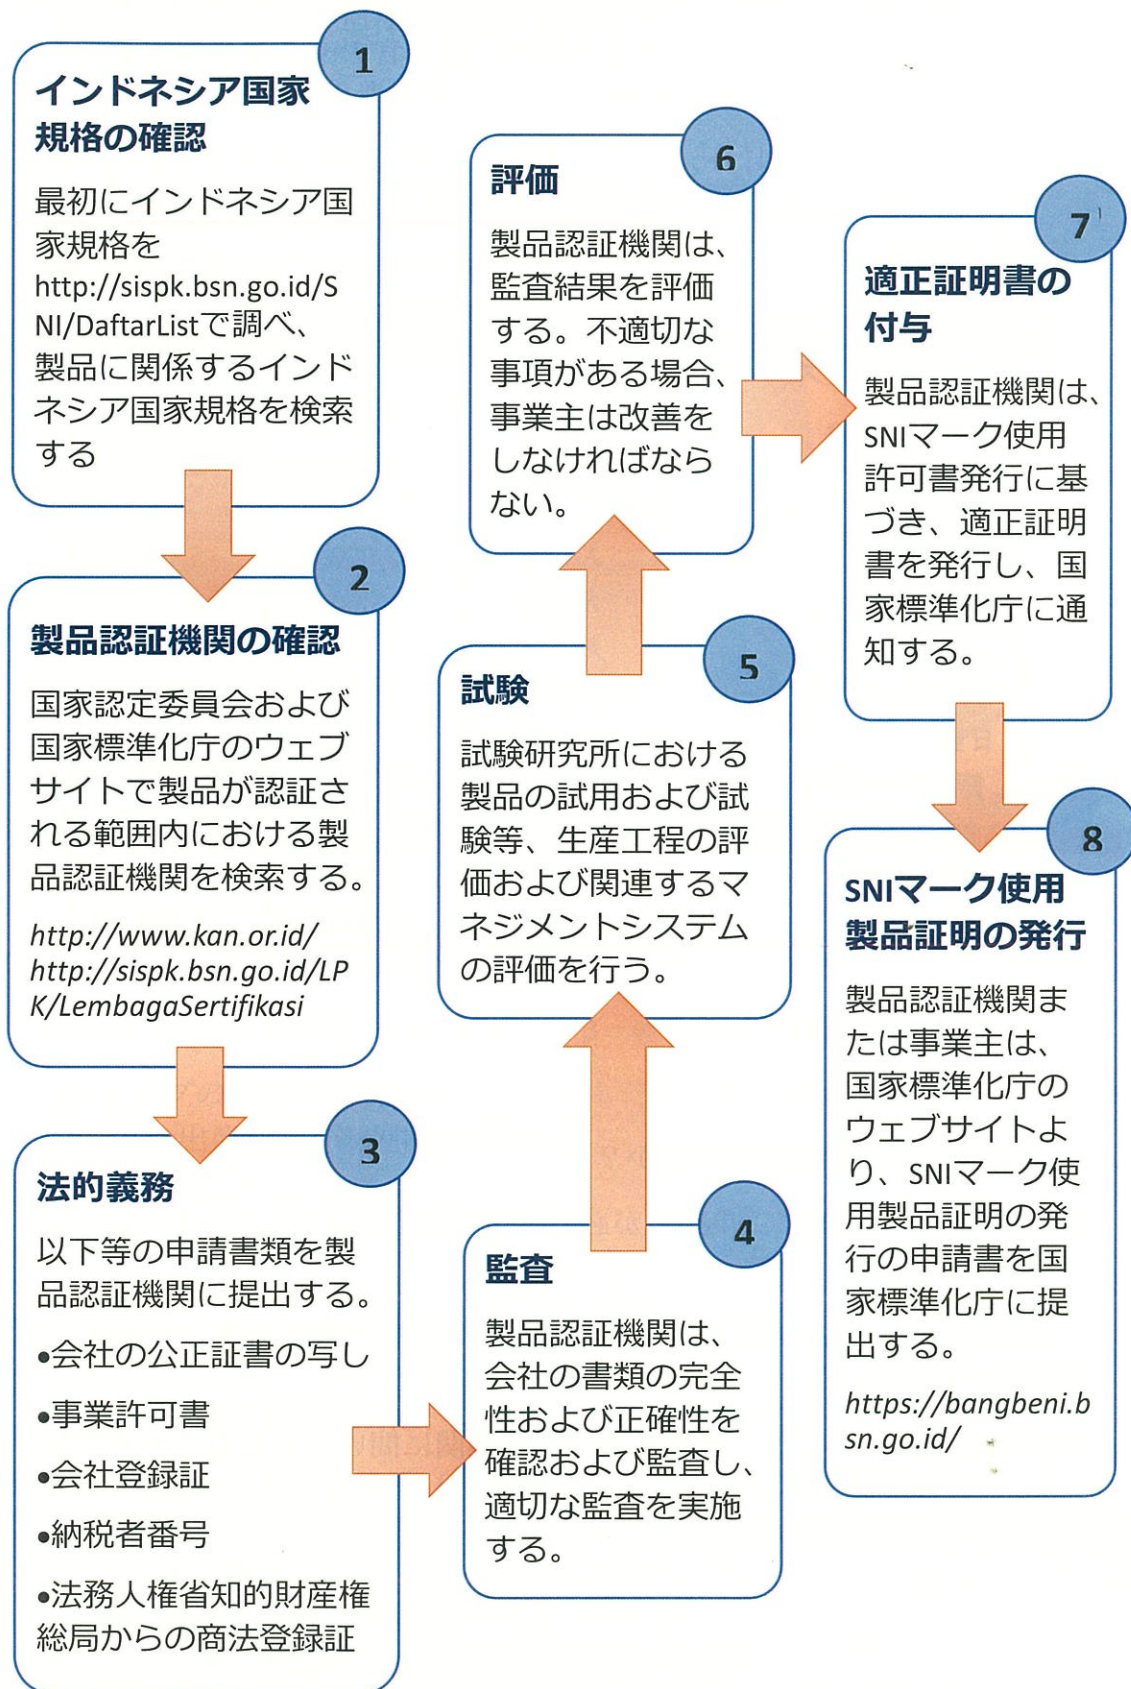 1
インドネシア国家
規格の確認
最初にインドネシア国
家規格を
http://sispk.bsn.go.id/S
NI/DaftarListで調べ、
製品に関係するインド
ネシア国家規格を検索
する
2
製品認証機関の確認
国家認定委員会および
国家標準化庁のウェブ
サイトで製品が認証さ
れる範囲内における製
品認証機関を検索する。
http://www.kan.or.id/
http://sispk.bsn.go.id/LP
K/LembagaSertifikasi
3
法的義務
以下等の申請書類を製
品認証機関に提出する。
•会社の公正証書の写し
•事業許可書
•会社登録証
•納税者番号
•法務人権省知的財産権
総局からの商法登録証
4
監査
製品認証機関は、
会社の書類の完全
性および正確性を
確認および監査し、
適切な監査を実施
する。
5
試験
試験研究所における
製品の試用および試
験等、生産工程の評
価および関連するマ
ネジメントシステム
の評価を行う。
6
評価
製品認証機関は、
監査結果を評価
する。不適切な
事項がある場合、
事業主は改善を
しなければなら
ない。
7
適正証明書の
付与
製品認証機関は、
SNIマーク使用
許可書発行に基
づき、適正証明
書を発行し、国
家標準化庁に通
知する。
8
SNIマーク使用
製品証明の発行
製品認証機関ま
たは事業主は、
国家標準化庁の
ウェブサイトよ
り、SNIマーク使
用製品証明の発
行の申請書を国
家標準化庁に提
出する。
https://bangbeni.b
sn.go.id/